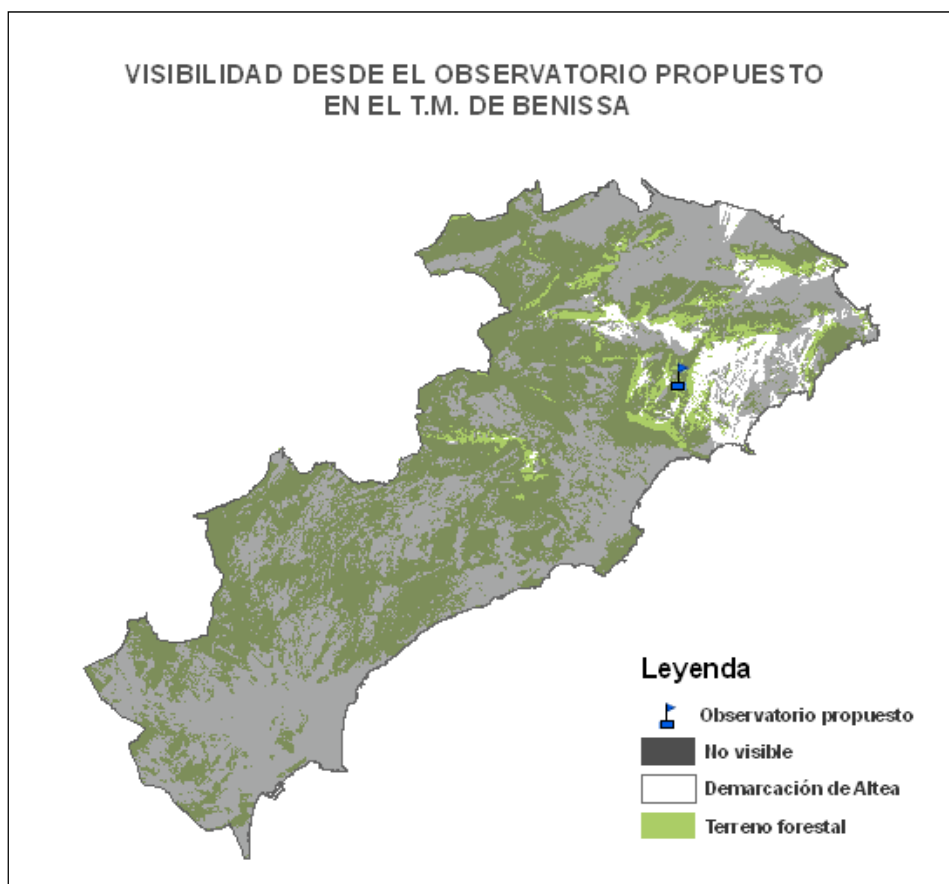 VISIBILIDAD DESDE EL OBSERVATORIO PROPUESTO
EN EL T.M. DE BENISSA
Leyenda
Observatorio propuesto
No visible
Demarcación de Altea
Terreno forestal